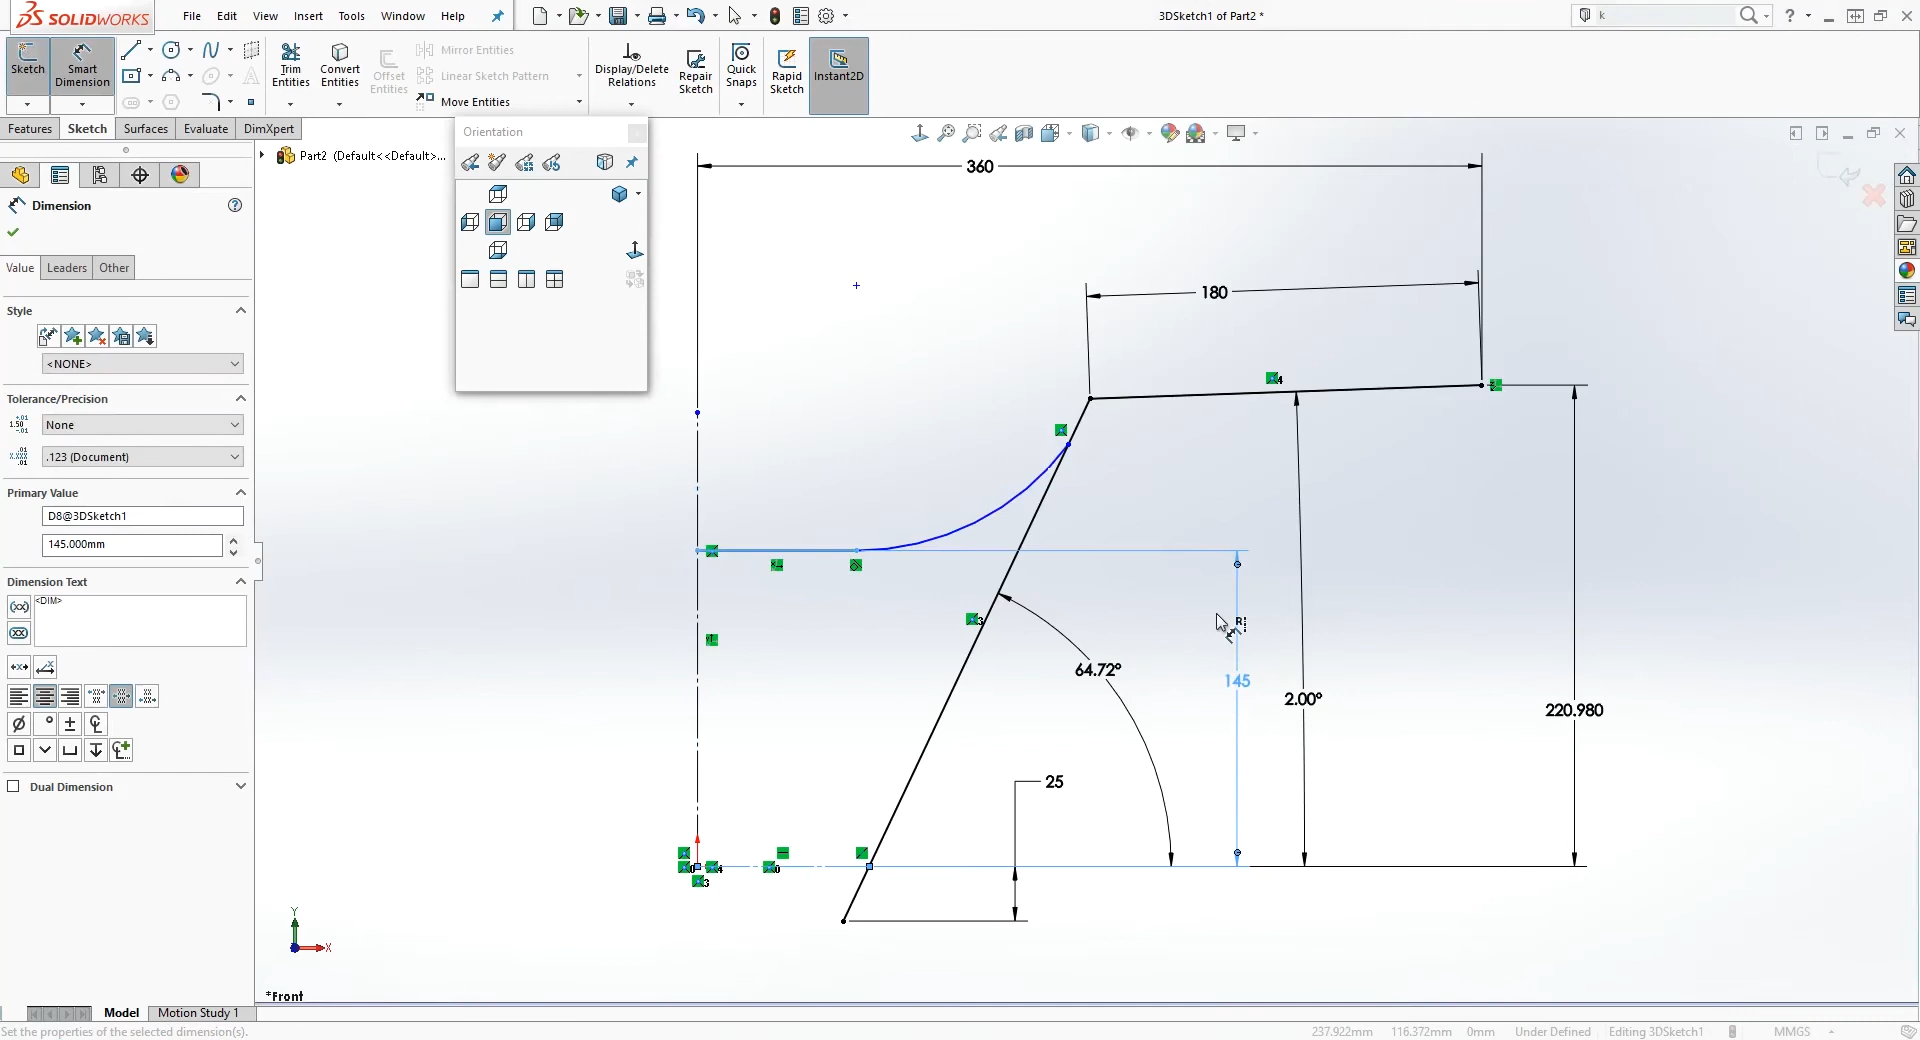 SOLIDWORKS
File Edit View Insert Tools Window Help
3DSketch1 of Part2 *
k
Sketch
Smart Dimension
Trim Entities
Convert Entities
Offset Entities
Mirror Entities
Linear Sketch Pattern
Move Entities
Display/Delete Relations
Repair Sketch
Quick Snaps
Rapid Sketch
Instant2D
Features Sketch Surfaces Evaluate DimXpert
Orientation
Part2 (Default<<Default>...
Dimension
Value Leaders Other
Style
<NONE>
Tolerance/Precision
None
.123 (Document)
Primary Value
D8@3DSketch1
145.000mm
Dimension Text
<DIM>
Dual Dimension
360
180
64.72°
145
2.00°
220.980
25
Y
X
*Front
Model Motion Study 1
Set the properties of the selected dimension(s).
237.922mm 116.372mm 0mm Under Defined Editing 3DSketch1 MMGS